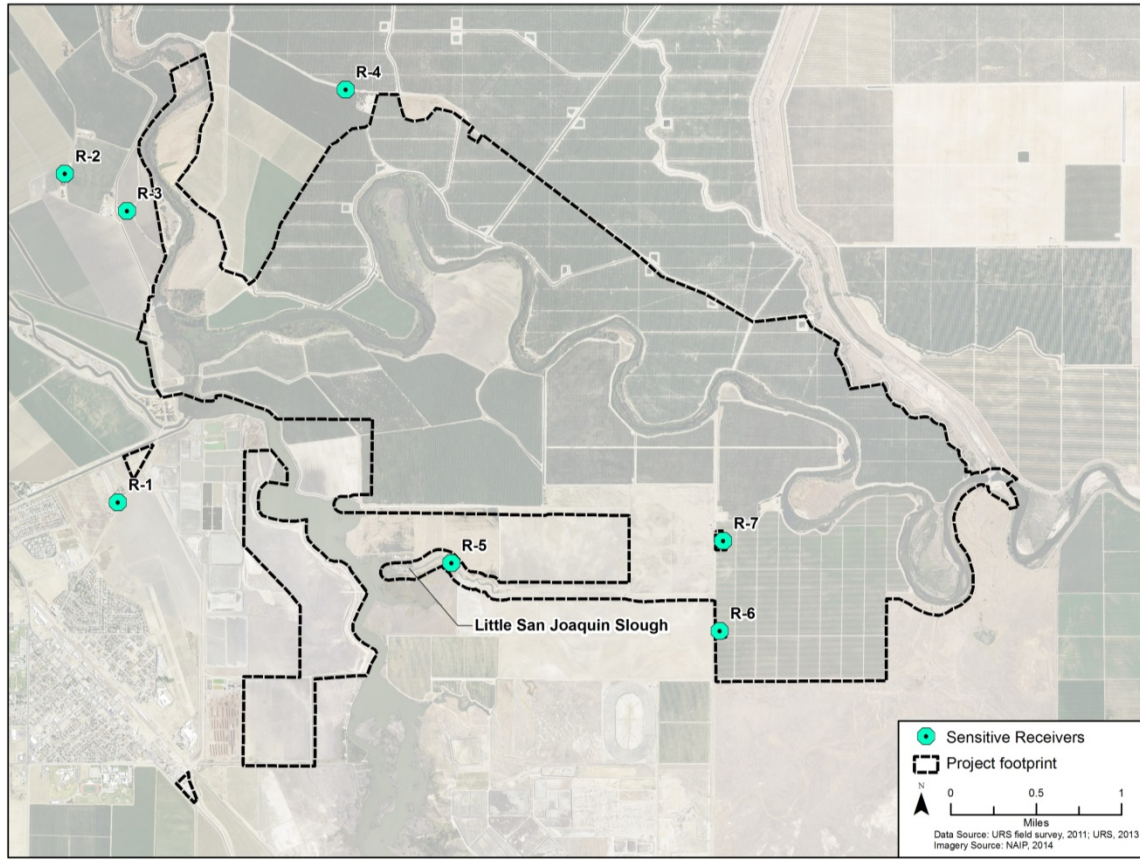 R-4
R-2
R-3
R-1
R-7
R-5
R-6
Little San Joaquin Slough
Sensitive Receivers
Project footprint
N
0 0.5 1
Miles
Data Source: URS field survey, 2011; URS, 2013
Imagery Source: NAIP, 2014